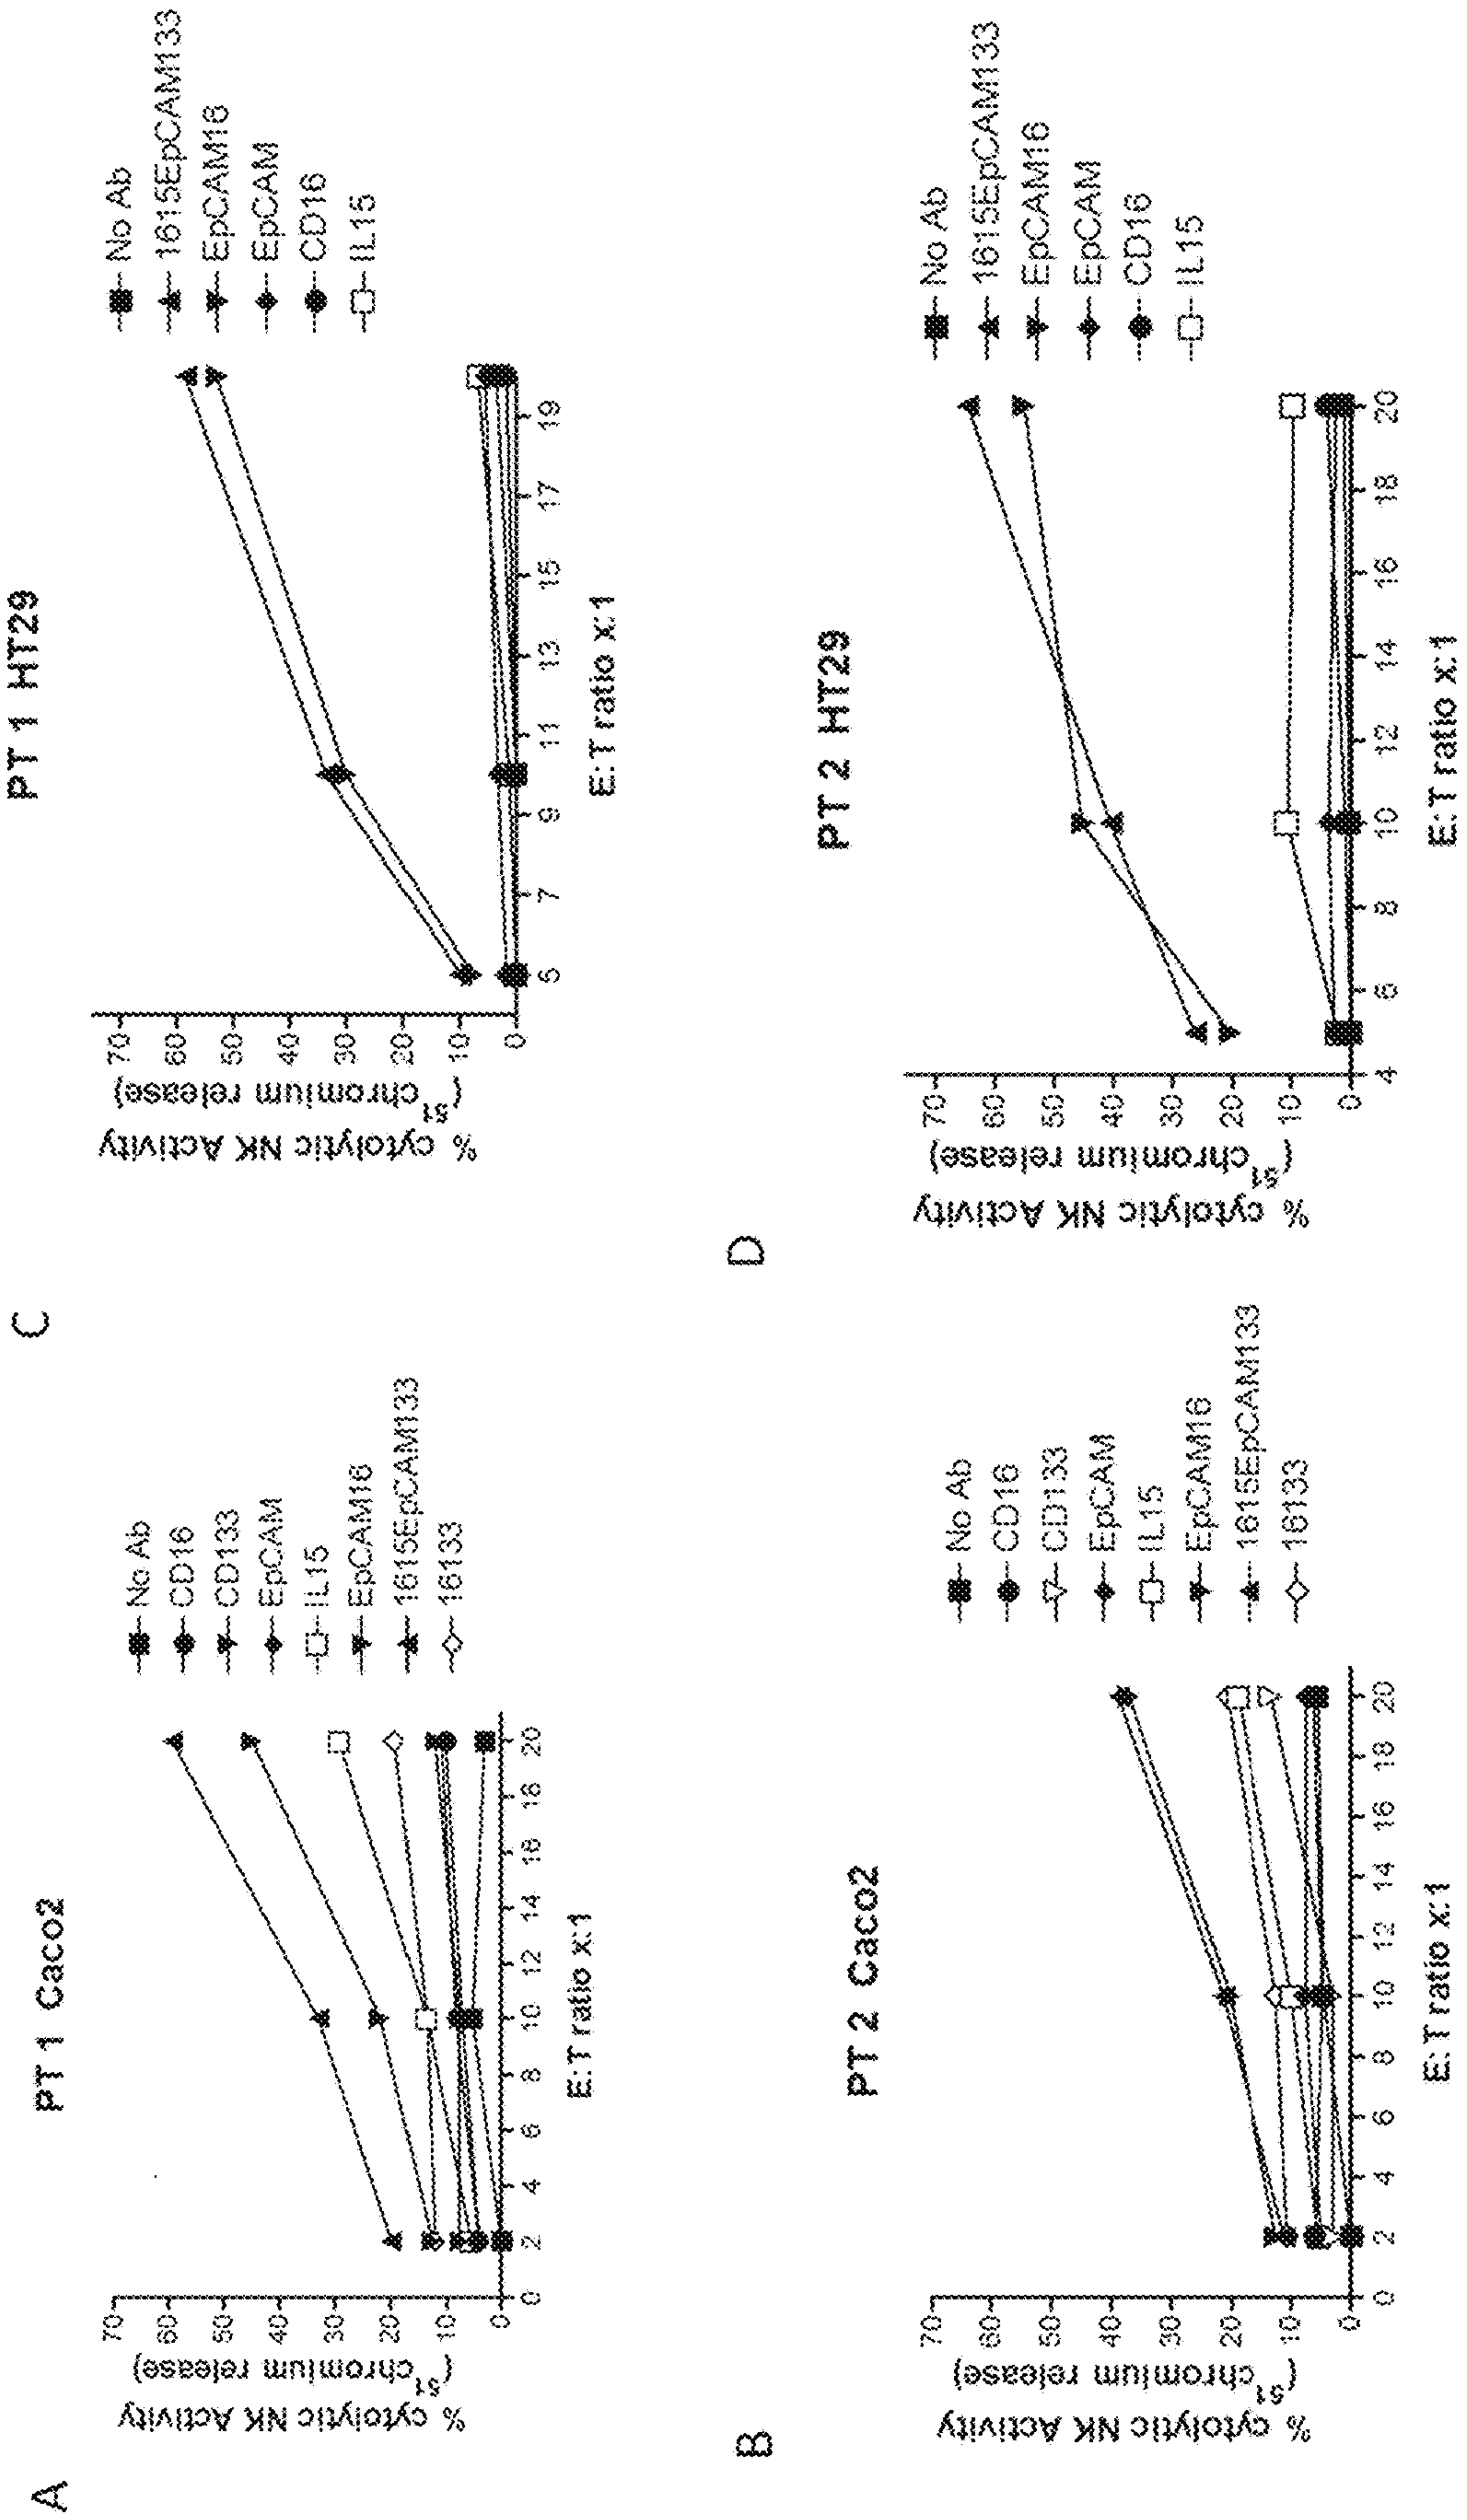 A
PT 1 Caco2
% cytolytic NK Activity
(51chromium release)
70
60
50
40
30
20
10
0
0 2 4 6 8 10 12 14 16 18 20
E:T ratio x:1
No Ab
CD16
CD133
EpCAM
IL15
EpCAM16
1615EpCAM133
16133
B
PT 2 Caco2
% cytolytic NK Activity
(51chromium release)
70
60
50
40
30
20
10
0
0 2 4 6 8 10 12 14 16 18 20
E:T ratio x:1
No Ab
CD16
CD133
EpCAM
IL15
EpCAM16
1615EpCAM133
16133
C
PT 1 HT29
% cytolytic NK Activity
(51chromium release)
70
60
50
40
30
20
10
0
5 7 9 11 13 15 17 19
E:T ratio x:1
No Ab
1615EpCAM133
EpCAM16
EpCAM
CD16
IL15
D
PT 2 HT29
% cytolytic NK Activity
(51chromium release)
70
60
50
40
30
20
10
0
4 6 8 10 12 14 16 18 20
E:T ratio x:1
No Ab
1615EpCAM133
EpCAM16
EpCAM
CD16
IL15